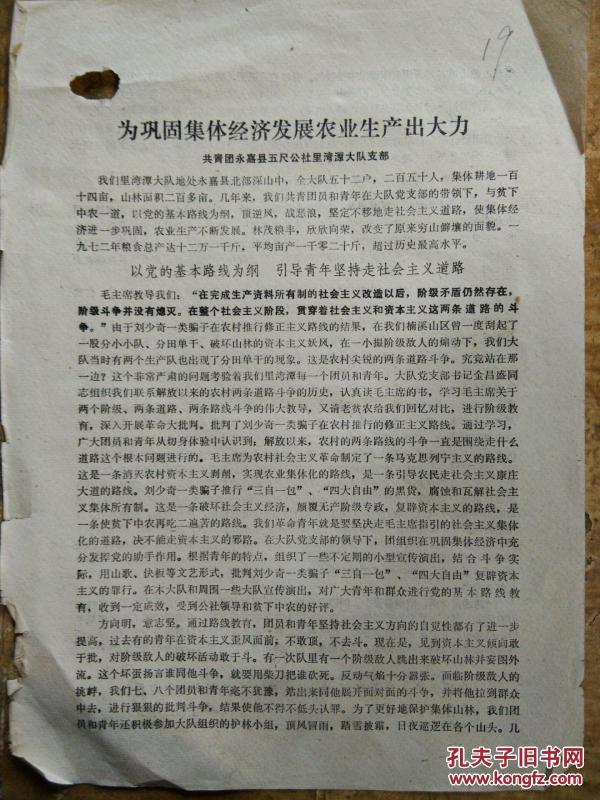 19
为巩固集体经济发展农业生产出大力
共青团永嘉县五尺公社里湾潭大队支部
我们里湾潭大队地处永嘉县北部深山中，全大队五十二户，二百五十人，集体耕地一百
十四亩，山林面积二百多亩。几年来，我们共青团员和青年在大队党支部的带领下，与贫下
中农一道，以党的基本路线为纲，顶逆风，战恶浪，坚定不移地走社会主义道路，使集体经
济进一步巩固，农业生产不断发展。林茂粮丰，欣欣向荣，改变了原来穷山僻壤的面貌。一
九七二年粮食总产达十二万一千斤，平均亩产一千零二十斤，超过历史最高水平。
以党的基本路线为纲　引导青年坚持走社会主义道路
毛主席教导我们：“在完成生产资料所有制的社会主义改造以后，阶级矛盾仍然存在，
阶级斗争并没有熄灭。在整个社会主义阶段，贯穿着社会主义和资本主义这两条道路的斗
争。”由于刘少奇一类骗子在农村推行修正主义路线的结果，在我们楠溪山区曾一度刮起了
一股分小小队、分田单干、破坏山林的资本主义妖风，在一小撮阶级敌人的煽动下，我们大
队当时有两个生产队也出现了分田单干的现象。这是农村尖锐的两条道路斗争。究竟站在那
一边？这个非常严肃的问题考验着我们里湾潭每一个团员和青年。大队党支部书记金昌盛同
志组织我们联系解放以来的农村两条道路斗争的历史，认真读毛主席的书，学习毛主席关于
两个阶级、两条道路、两条路线斗争的伟大教导，又请老贫农给我们回忆对比，进行阶级教
育，深入开展革命大批判。批判了刘少奇一类骗子在农村推行的修正主义路线。通过学习，
广大团员和青年从切身体验中认识到：解放以来，农村的两条路线的斗争一直是围绕走什么
道路这个根本问题进行的。毛主席为农村社会主义革命制定了一条马克思列宁主义的路线。
这是一条消灭农村资本主义剥削，实现农业集体化的路线，是一条引导农民走社会主义康庄
大道的路线。刘少奇一类骗子推行“三自一包”、“四大自由”的黑货，腐蚀和瓦解社会主
义集体所有制。这是一条破坏社会主义经济，颠覆无产阶级专政，复辟资本主义的路线，是
一条使贫下中农再吃二遍苦的路线。我们革命青年就是要坚决走毛主席指引的社会主义集体
化的道路，决不能走资本主义的邪路。在大队党支部的领导下，团组织在巩固集体经济中充
分发挥党的助手作用。根据青年的特点，组织了一些不定期的小型宣传演出，结合斗争实
际，用山歌、快板等文艺形式，批判刘少奇一类骗子“三自一包”、“四大自由”复辟资本
主义的罪行。在本大队和周围一些大队宣传演出，对广大青年和群众进行党的基本路线教
育，收到一定成效，受到公社领导和贫下中农的好评。
方向明，意志坚。通过路线教育，团员和青年坚持社会主义方向的自觉性都有了进一步
提高，过去有的青年在资本主义歪风面前，不敢顶，不去斗。现在是，见到资本主义倾向敢
于批，对阶级敌人的破坏活动敢于斗。有一次队里有一个阶级敌人跳出来破坏山林并妄图外
流。这个坏蛋扬言谁同他斗争，就要用柴刀把谁砍死。反动气焰十分嚣张。面临阶级敌人的
挑衅，我们七、八个团员和青年毫不犹豫，站出来同他展开面对面的斗争，并将他拉到群众
中去，进行狠狠的批判斗争，结果使他不得不低头认罪。为了更好地保护集体山林，我们团
员和青年还积极参加大队组织的护林小组，顶风冒雨，踏雪披霜，日夜巡逻在各个山头。几
孔夫子旧书网
www.kongfz.com